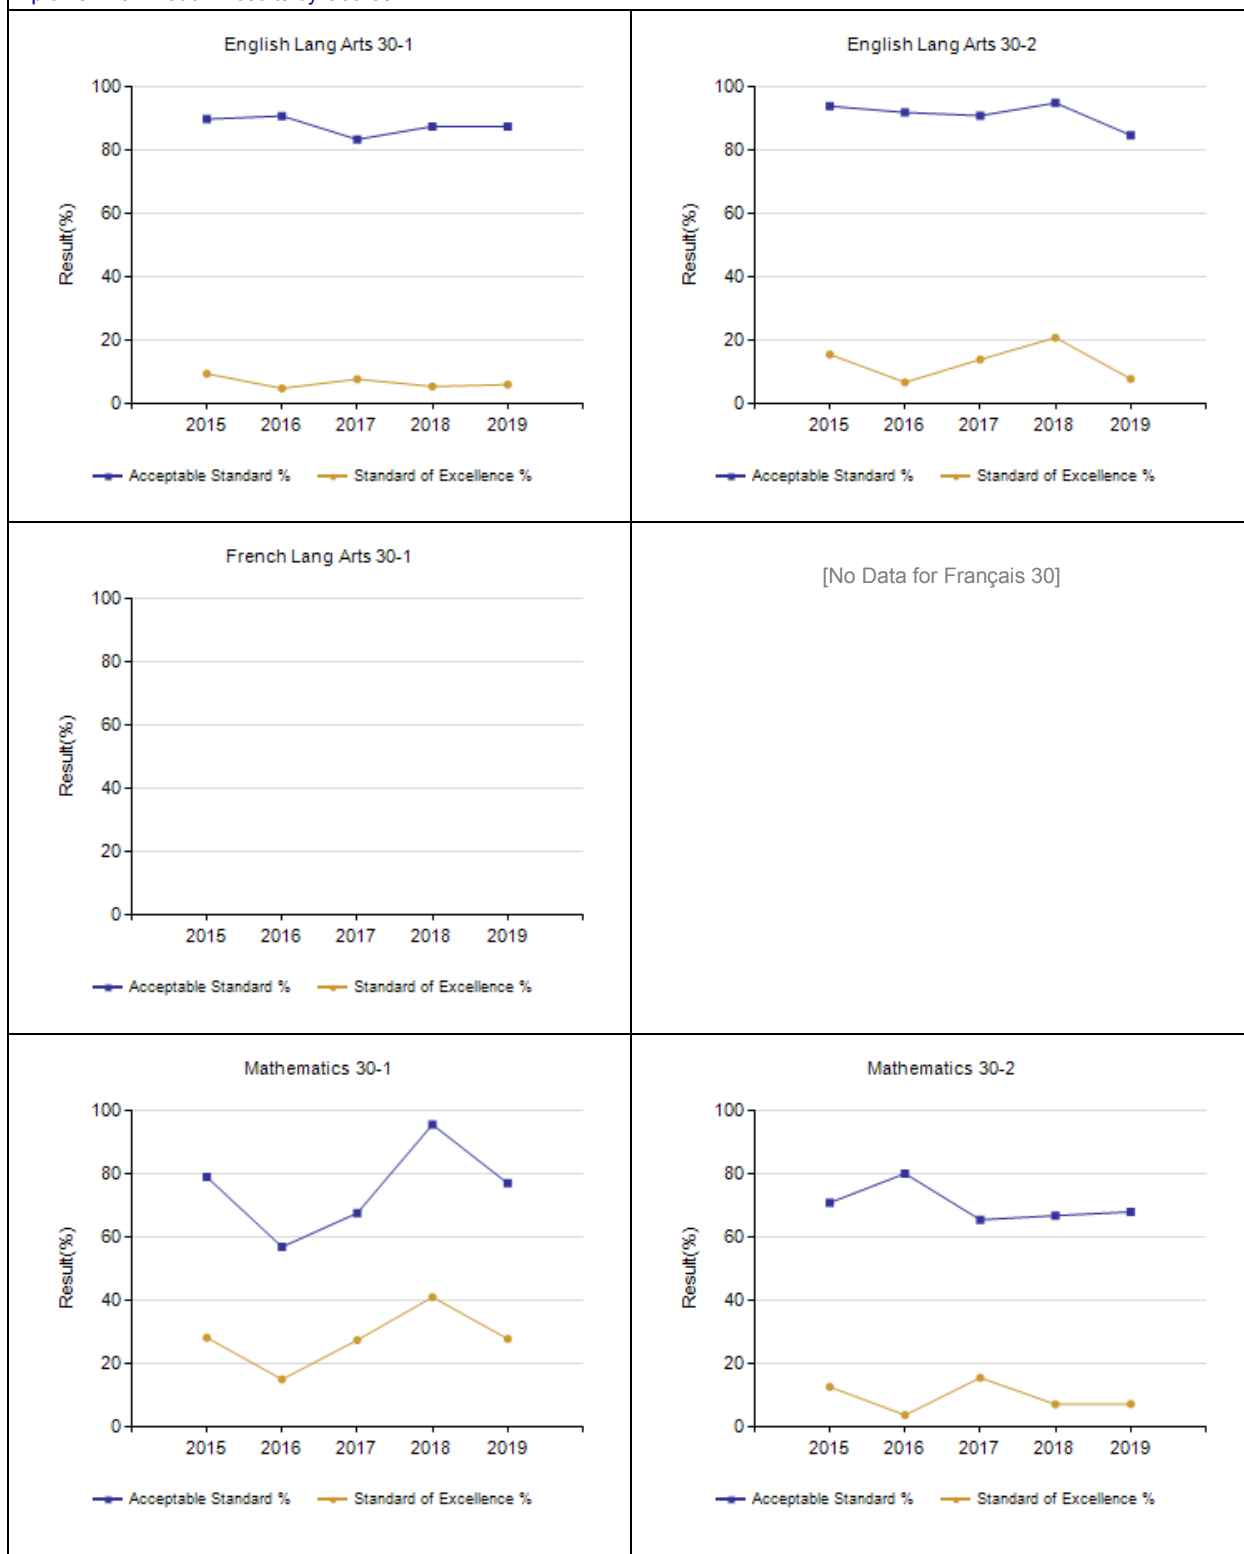 English Lang Arts 30-1
100
80
60
40
20
0
Result(%)
2015 2016 2017 2018 2019
Acceptable Standard % Standard of Excellence %
English Lang Arts 30-2
100
80
60
40
20
0
Result(%)
2015 2016 2017 2018 2019
Acceptable Standard % Standard of Excellence %
French Lang Arts 30-1
100
80
60
40
20
0
Result(%)
2015 2016 2017 2018 2019
Acceptable Standard % Standard of Excellence %
[No Data for Français 30]
Mathematics 30-1
100
80
60
40
20
0
Result(%)
2015 2016 2017 2018 2019
Acceptable Standard % Standard of Excellence %
Mathematics 30-2
100
80
60
40
20
0
Result(%)
2015 2016 2017 2018 2019
Acceptable Standard % Standard of Excellence %